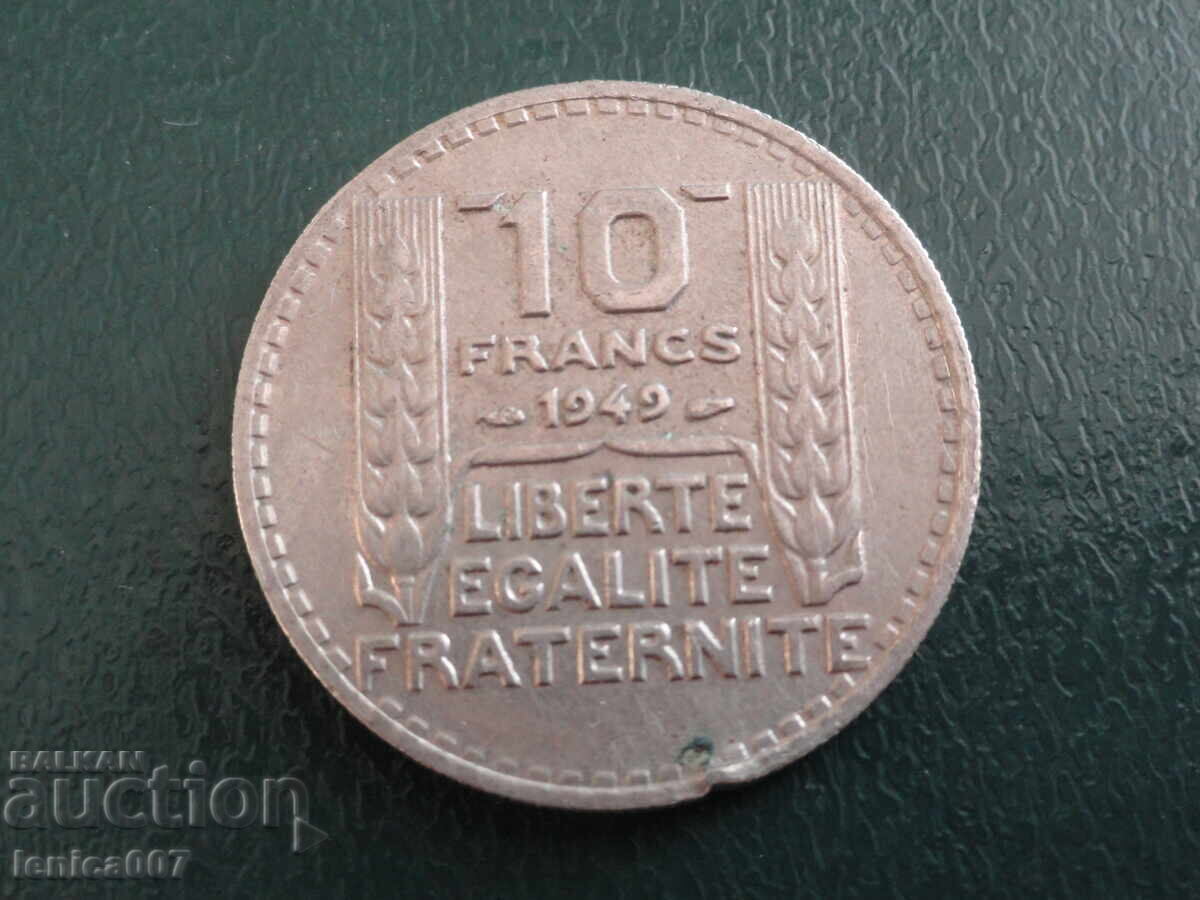 10
FRANCS
1949
LIBERTE
EGALITE
FRATERNITE
BALKAN
auction
lenica007